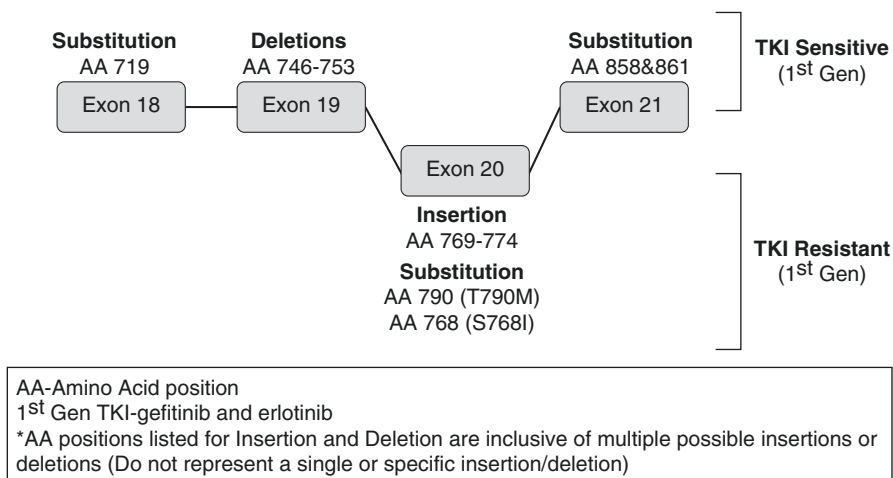 Substitution
AA 719
Exon 18
Deletions
AA 746-753
Exon 19
Substitution
AA 858&861
Exon 21
TKI Sensitive
(1st Gen)
Exon 20
Insertion
AA 769-774
Substitution
AA 790 (T790M)
AA 768 (S768I)
TKI Resistant
(1st Gen)
AA-Amino Acid position
1st Gen TKI-gefitinib and erlotinib
*AA positions listed for Insertion and Deletion are inclusive of multiple possible insertions or
deletions (Do not represent a single or specific insertion/deletion)